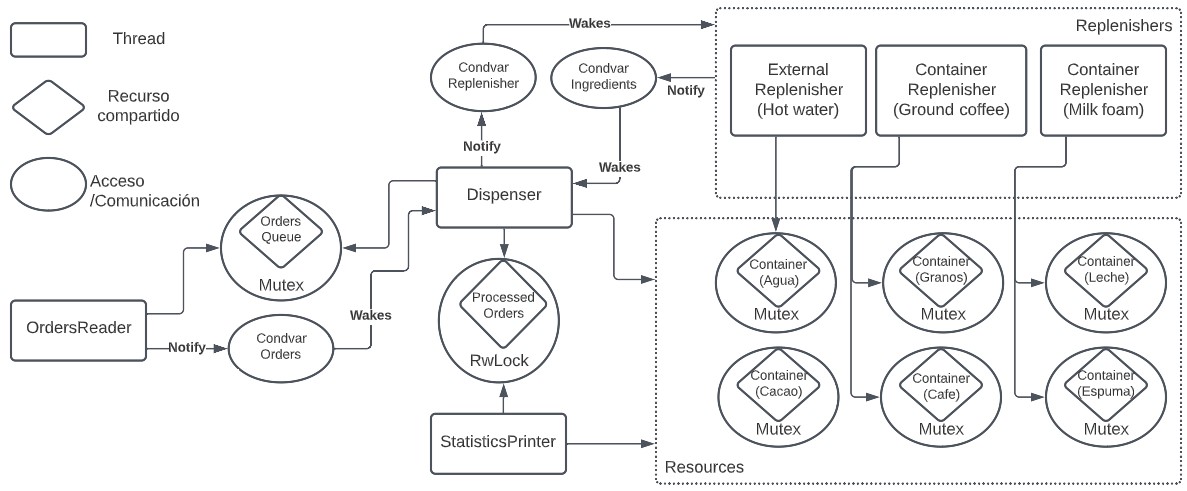 Thread
Recurso
compartido
Acceso
/Comunicación
Wakes
Replenishers
Condvar
Replenisher
Condvar
Ingredients
Notify
External
Replenisher
(Hot water)
Container
Replenisher
(Ground coffee)
Container
Replenisher
(Milk foam)
Notify
Wakes
Dispenser
Orders
Queue
Mutex
OrdersReader
Notify
Condvar
Orders
Wakes
Processed
Orders
RwLock
StatisticsPrinter
Container
(Agua)
Mutex
Container
(Granos)
Mutex
Container
(Leche)
Mutex
Container
(Cacao)
Mutex
Container
(Cafe)
Mutex
Container
(Espuma)
Mutex
Resources